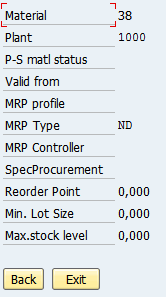 Material 38
Plant 1000
P-S matl status
Valid from
MRP profile
MRP Type ND
MRP Controller
SpecProcurement
Reorder Point 0,000
Min. Lot Size 0,000
Max.stock level 0,000
Back Exit